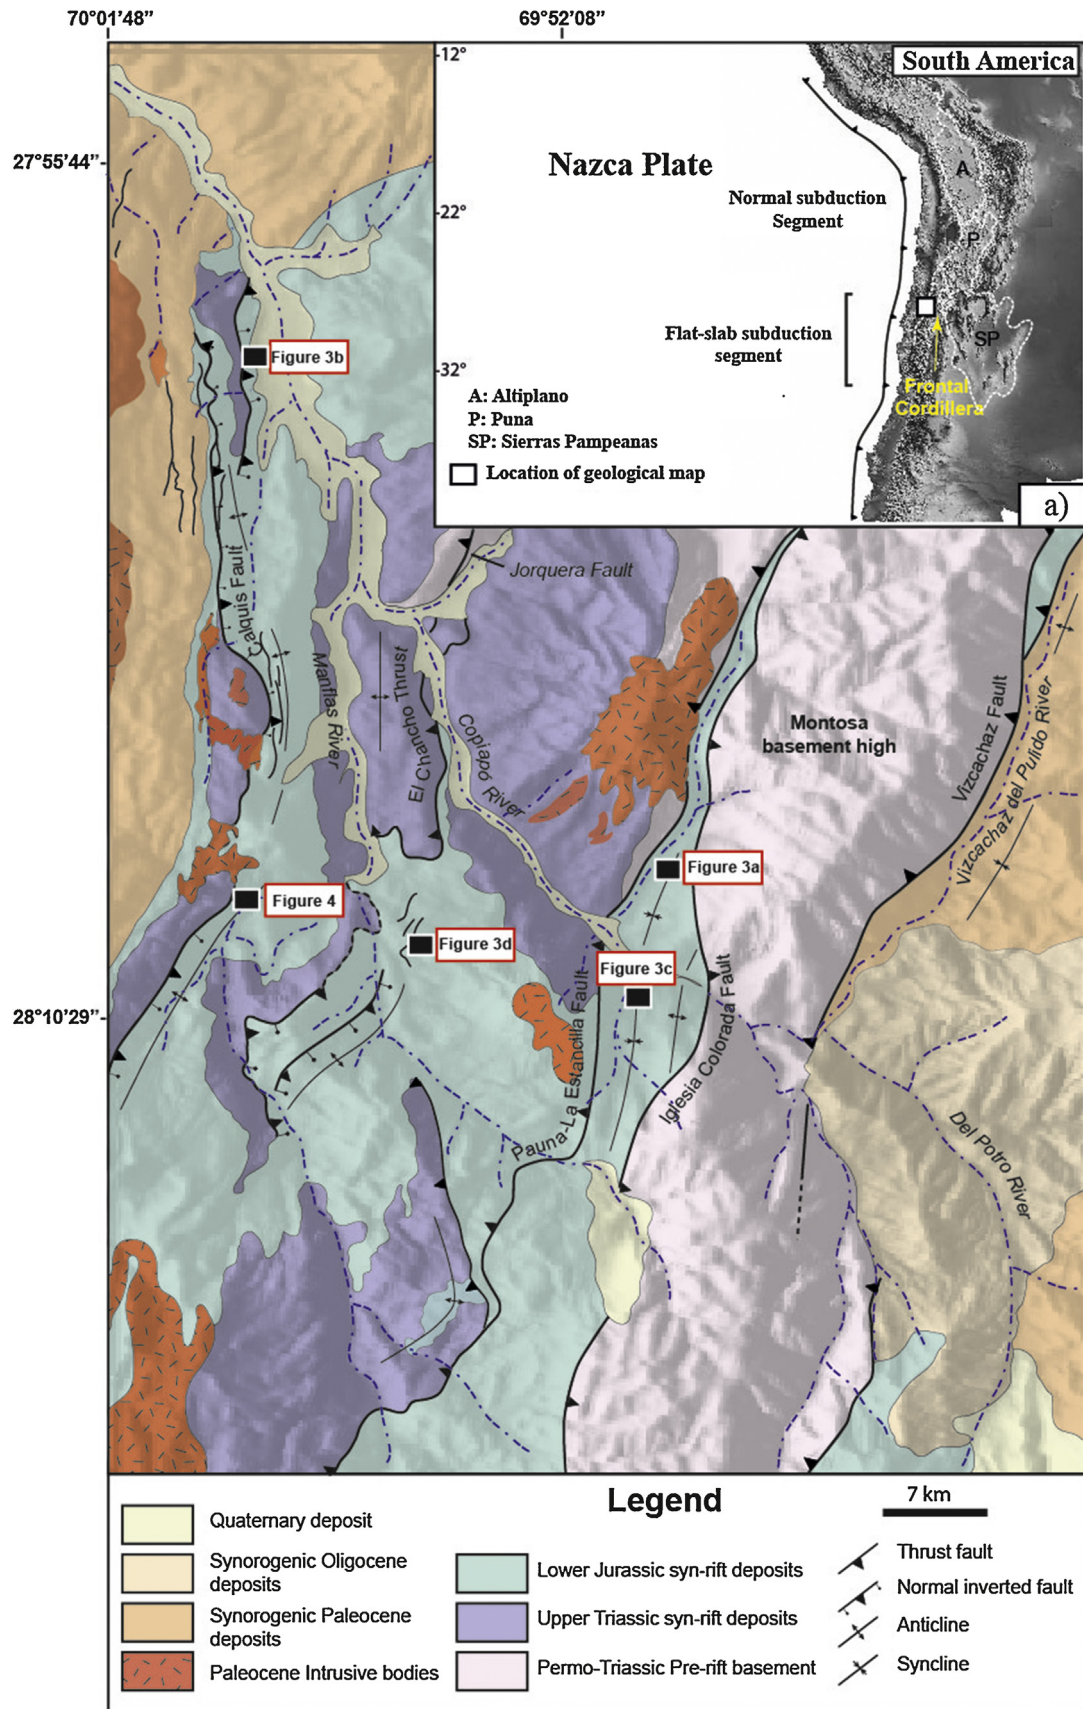 70°01'48"
69°52'08"
27°55'44"
28°10'29"
-12°
-22°
-32°
South America
Nazca Plate
Normal subduction
Segment
Flat-slab subduction
segment
A
P
SP
Frontal
Cordillera
A: Altiplano
P: Puna
SP: Sierras Pampeanas
Location of geological map
a)
Figure 3b
Calquis Fault
Jorquera Fault
Manflas River
El Chancho Thrust
Copiapó River
Montosa
basement high
Vizcachaz Fault
Vizcachaz del Pulido River
Figure 3a
Figure 4
Figure 3d
Figure 3c
Pauna-La Estancilla Fault
Iglesia Colorada Fault
Del Potro River
Legend
7 km
Quaternary deposit
Synorogenic Oligocene
deposits
Synorogenic Paleocene
deposits
Paleocene Intrusive bodies
Lower Jurassic syn-rift deposits
Upper Triassic syn-rift deposits
Permo-Triassic Pre-rift basement
Thrust fault
Normal inverted fault
Anticline
Syncline